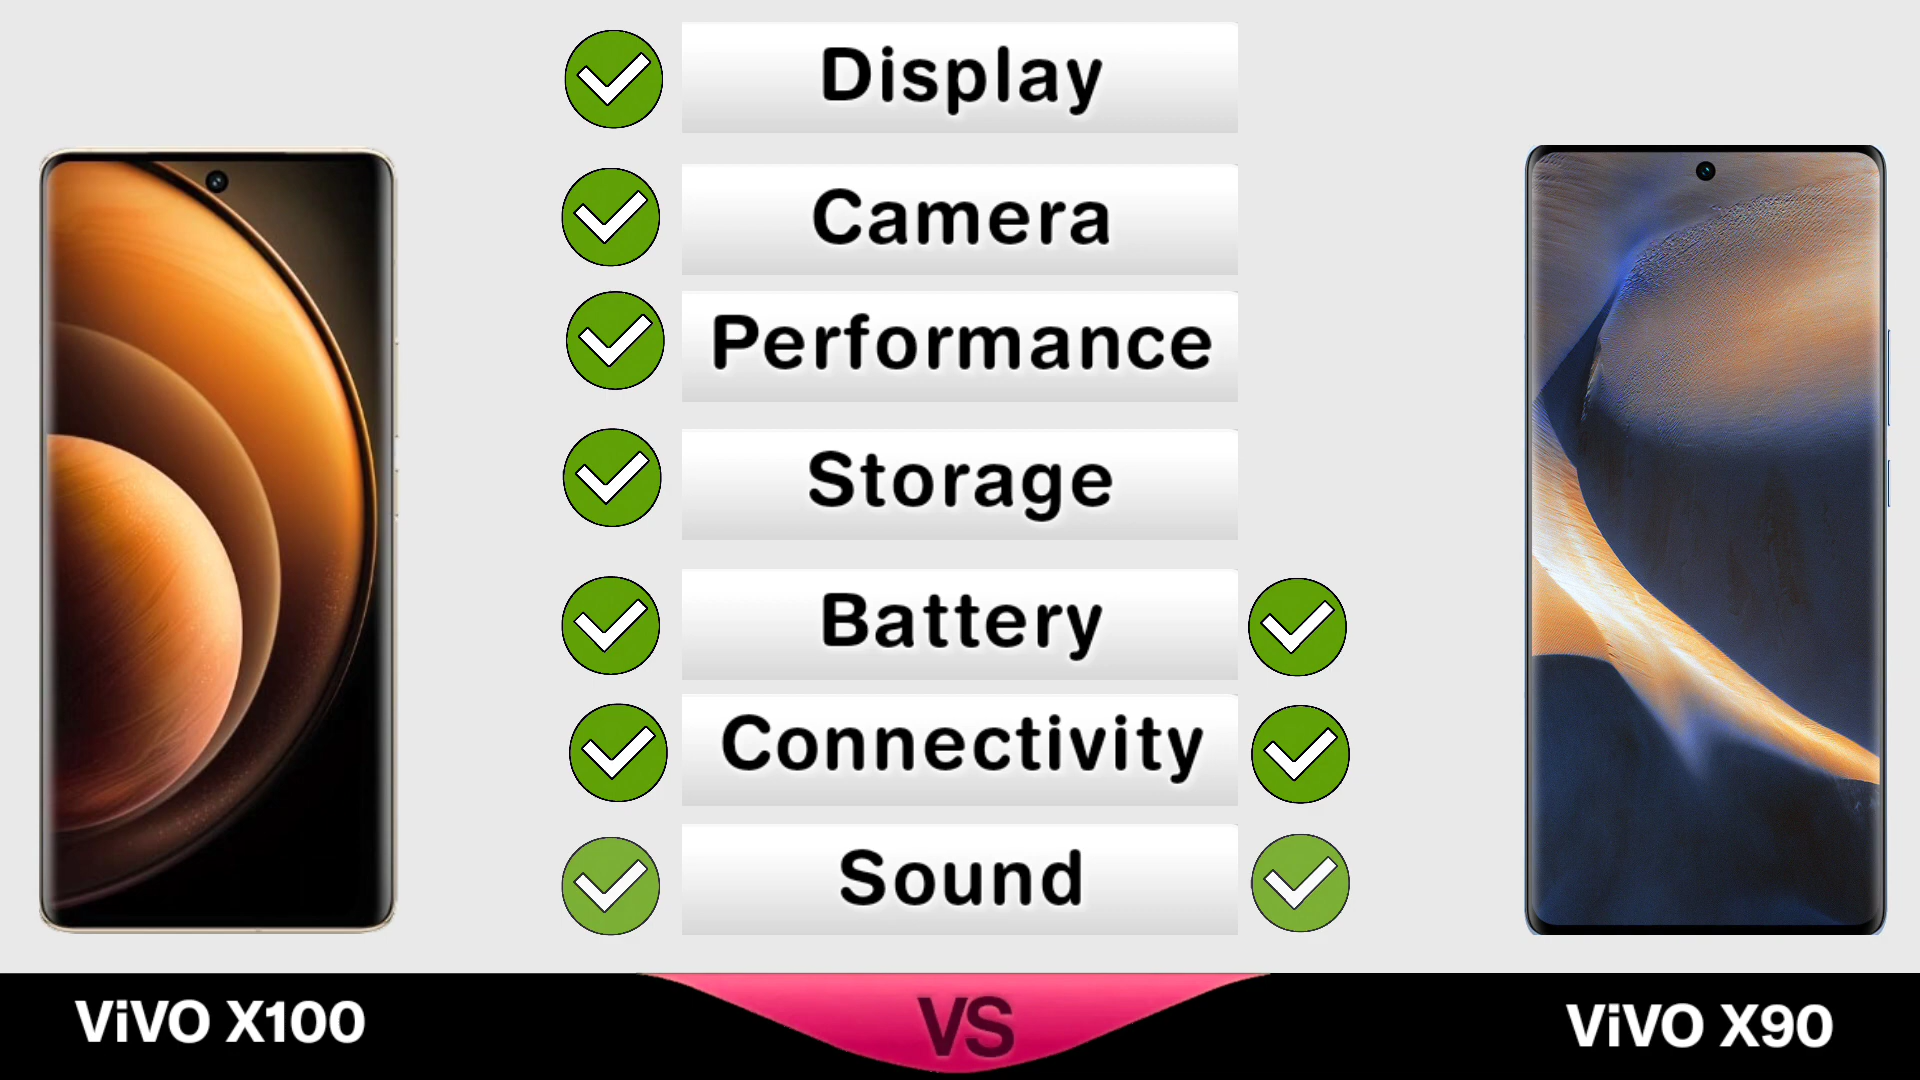 Display
Camera
Performance
Storage
Battery
Connectivity
Sound
ViVO X100
VS
ViVO X90